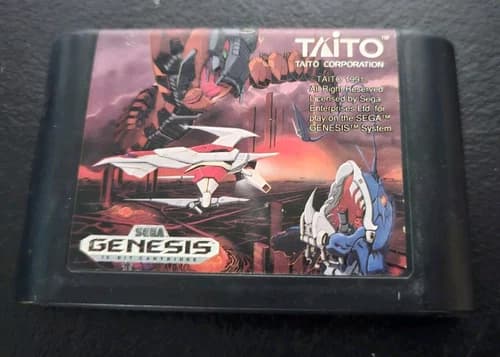 TAITO™
TAITO CORPORATION
TAITO 1991
All Right Reserved
Licensed by Sega
Enterprises Ltd. for
play on the SEGA™
GENESIS™ System
SEGA
GENESIS
16-BIT CARTRIDGE